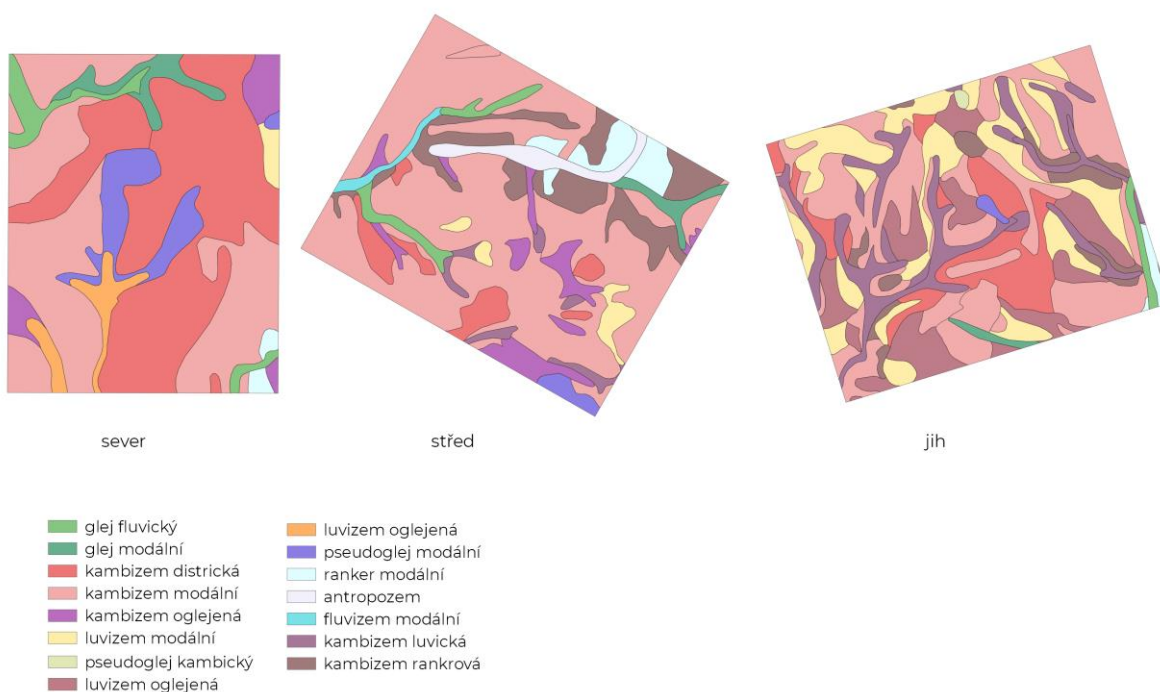 sever
střed
jih
glej fluvický
glej modální
kambizem districká
kambizem modální
kambizem oglejená
luvizem modální
pseudoglej kambický
luvizem oglejená
luvizem oglejená
pseudoglej modální
ranker modální
antropozem
fluvizem modální
kambizem luvická
kambizem rankrová